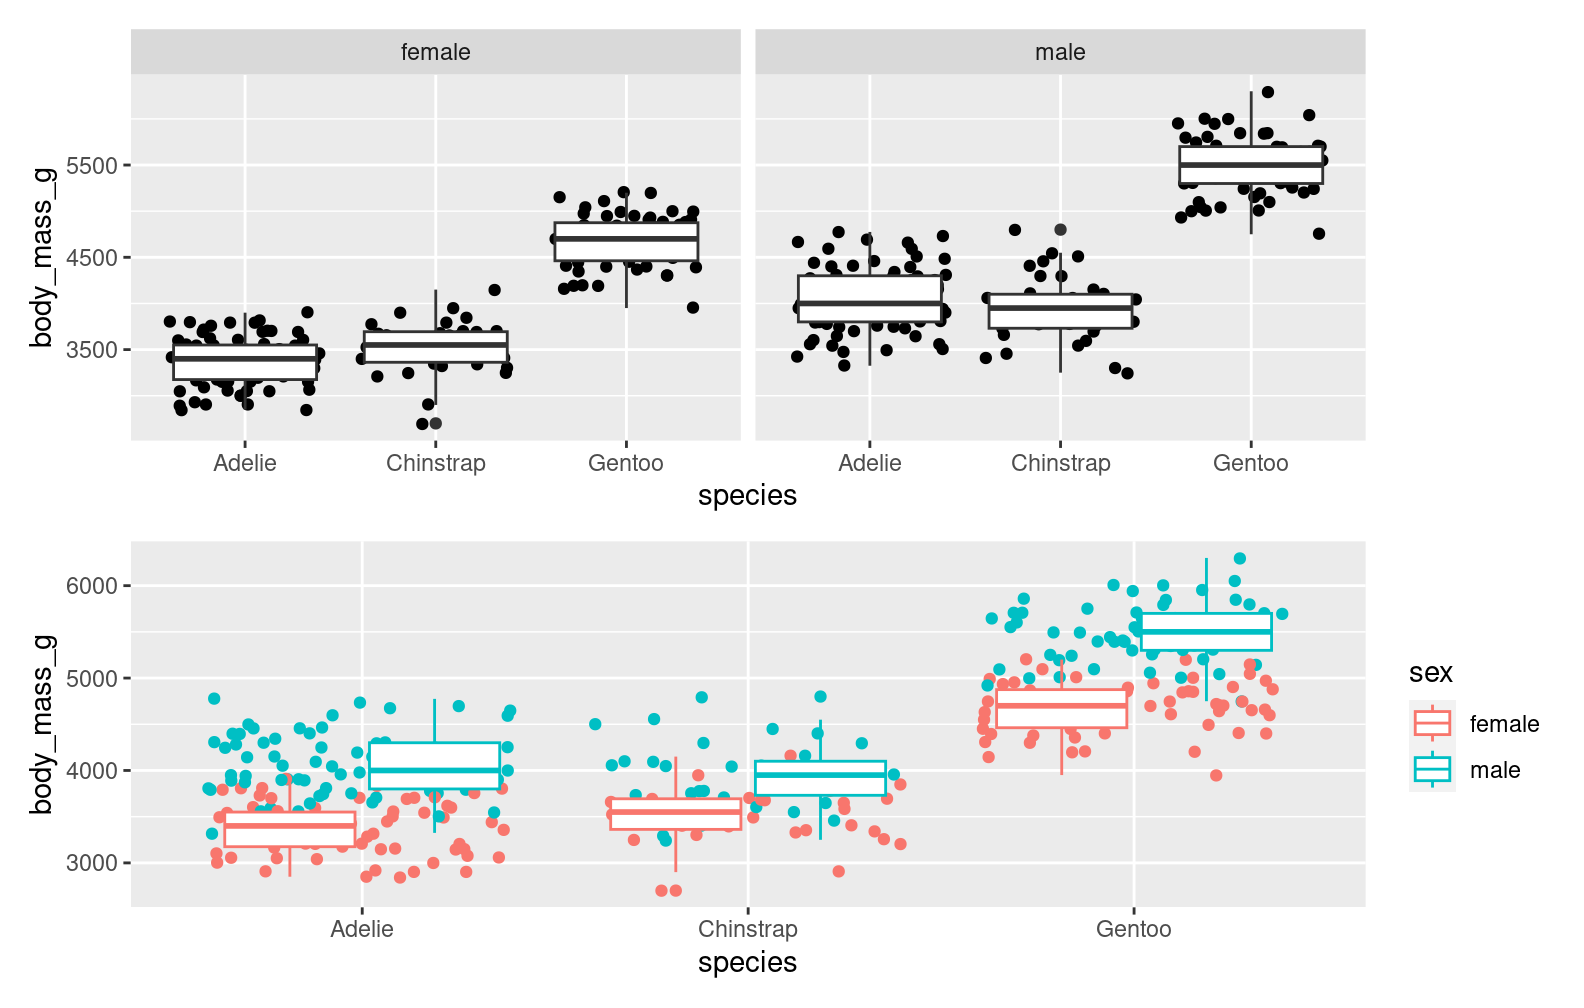 female male
body_mass_g
5500
4500
3500
Adelie Chinstrap Gentoo Adelie Chinstrap Gentoo
species
body_mass_g
6000
5000
4000
3000
Adelie Chinstrap Gentoo
species
sex
female
male